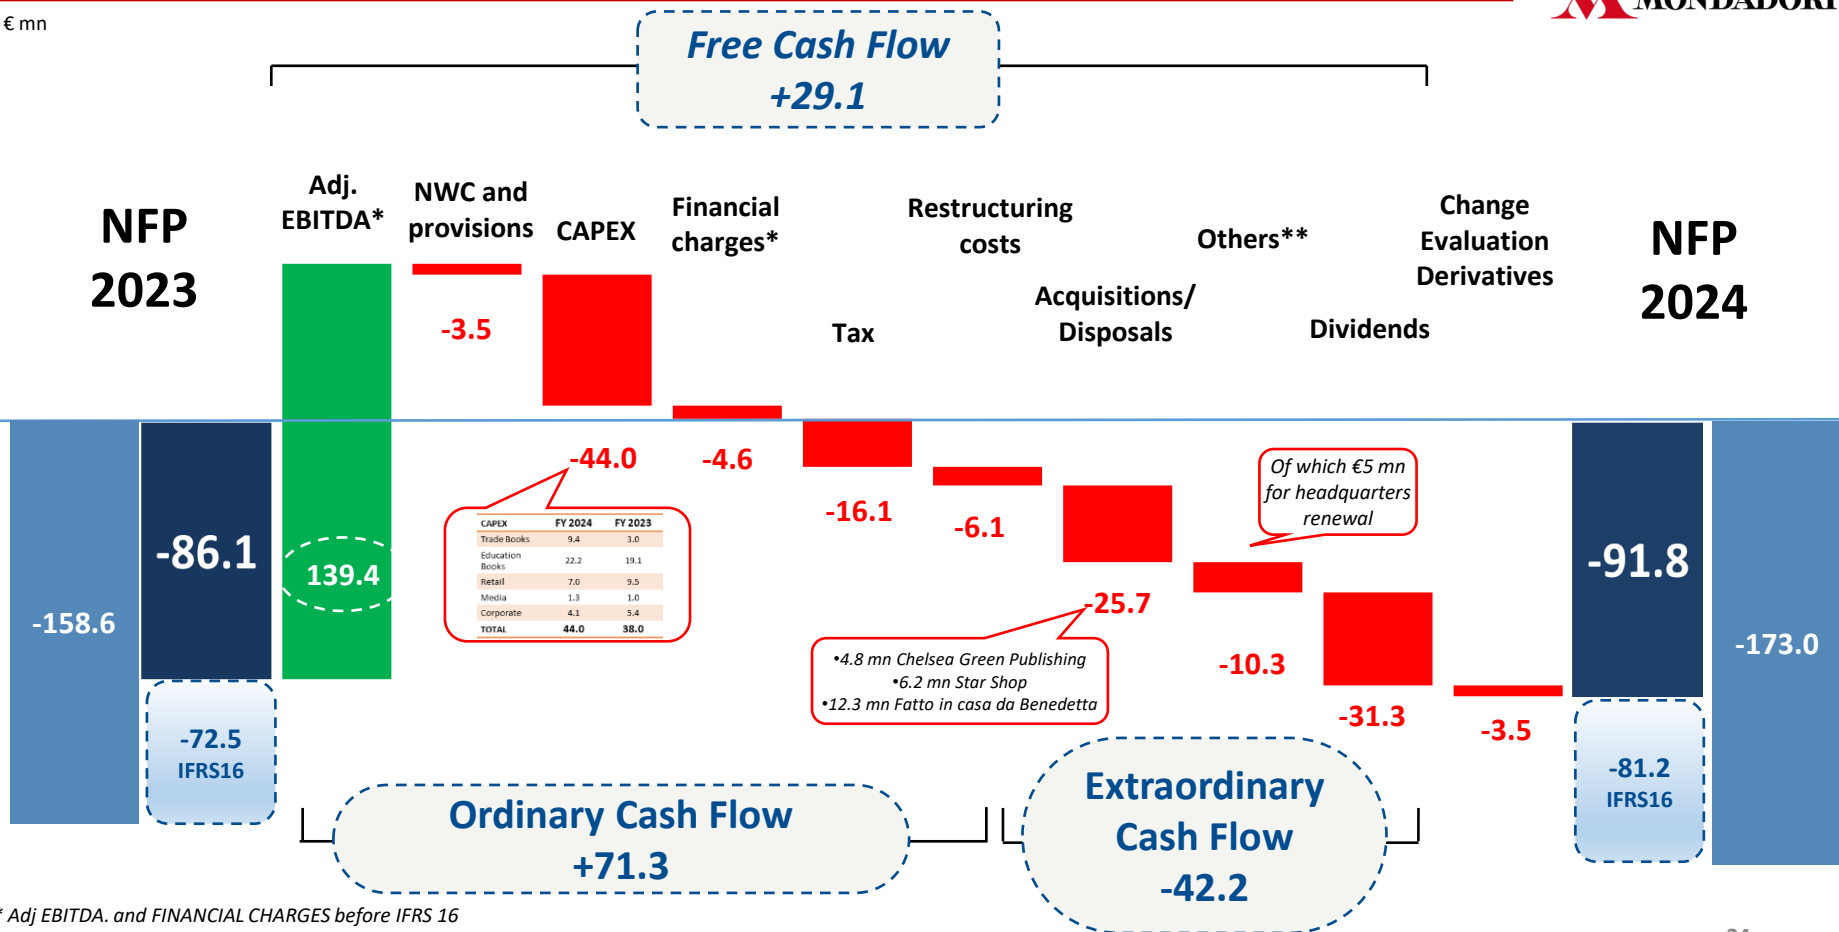 MONDADORI
€ mn
Free Cash Flow
+29.1
NFP
2023
Adj.
EBITDA*
NWC and
provisions
CAPEX
Financial
charges*
Tax
Restructuring
costs
Acquisitions/
Disposals
Others**
Dividends
Change
Evaluation
Derivatives
NFP
2024
-3.5
-44.0
-4.6
-16.1
-6.1
-25.7
-10.3
-31.3
-3.5
-158.6
-86.1
139.4
-91.8
-173.0
-72.5
IFRS16
-81.2
IFRS16
CAPEX FY 2024 FY 2023
Trade Books 9.4 3.0
Education
Books 22.2 19.1
Retail 7.0 9.5
Media 1.3 1.0
Corporate 4.1 5.4
TOTAL 44.0 38.0
Of which €5 mn
for headquarters
renewal
•4.8 mn Chelsea Green Publishing
•6.2 mn Star Shop
•12.3 mn Fatto in casa da Benedetta
Ordinary Cash Flow
+71.3
Extraordinary
Cash Flow
-42.2
* Adj EBITDA. and FINANCIAL CHARGES before IFRS 16